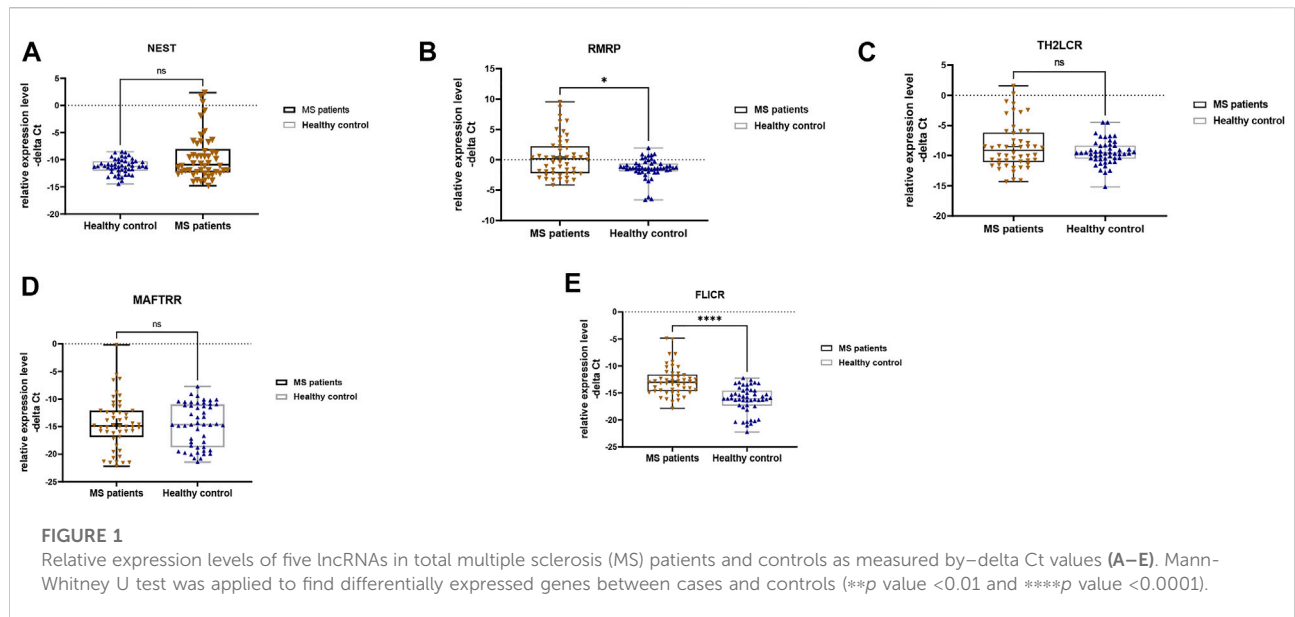 A
NEST
ns
relative expression level
-delta Ct
5
0
-5
-10
-15
-20
Healthy control
MS patients
MS patients
Healthy control
B
RMRP
*
relative expression level
-delta Ct
15
10
5
0
-5
-10
MS patients
Healthy control
MS patients
Healthy control
C
TH2LCR
ns
relative expression level
-delta Ct
5
0
-5
-10
-15
-20
MS patients
Healthy control
MS patients
Healthy control
D
MAFTRR
ns
relative expression level
-delta Ct
0
-5
-10
-15
-20
-25
MS patients
Healthy control
MS patients
Healthy control
E
FLICR
****
relative expression level
-delta Ct
0
-5
-10
-15
-20
-25
MS patients
Healthy control
MS patients
Healthy control
FIGURE 1
Relative expression levels of five lncRNAs in total multiple sclerosis (MS) patients and controls as measured by–delta Ct values (A–E). Mann-
Whitney U test was applied to find differentially expressed genes between cases and controls (**p value <0.01 and ****p value <0.0001).